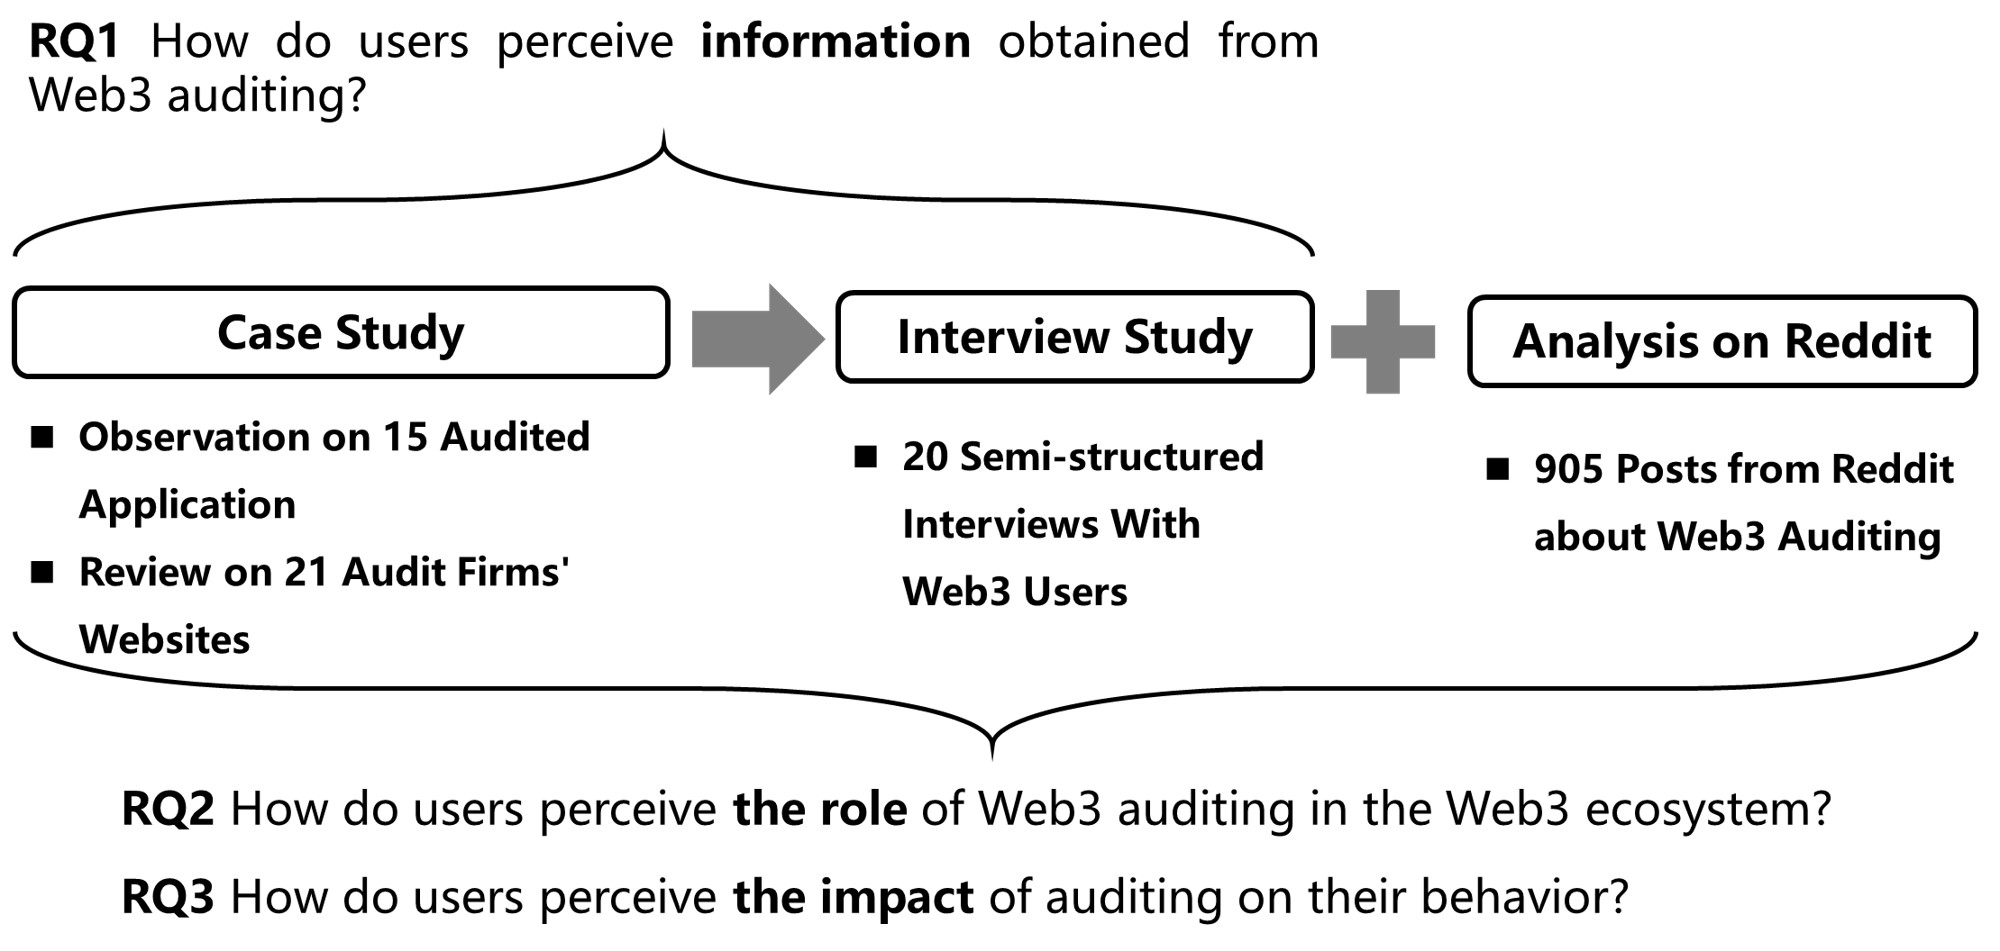 RQ1 How do users perceive information obtained from
Web3 auditing?
Case Study
Interview Study
Analysis on Reddit
■ Observation on 15 Audited
Application
■ Review on 21 Audit Firms'
Websites
■ 20 Semi-structured
Interviews With
Web3 Users
■ 905 Posts from Reddit
about Web3 Auditing
RQ2 How do users perceive the role of Web3 auditing in the Web3 ecosystem?
RQ3 How do users perceive the impact of auditing on their behavior?